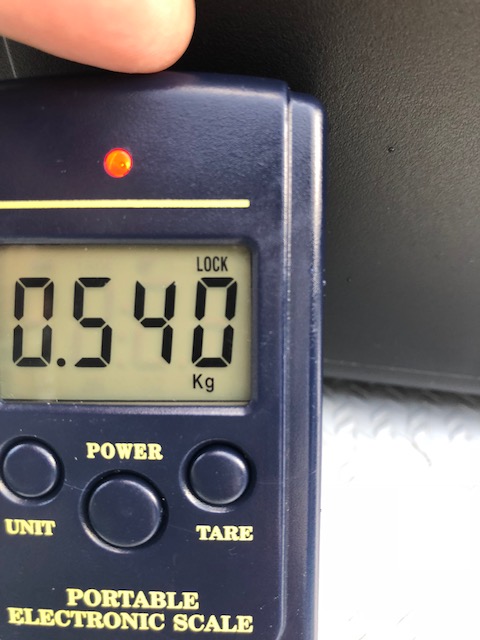 LOCK
0.540
Kg
POWER
UNIT
TARE
PORTABLE
ELECTRONIC SCALE